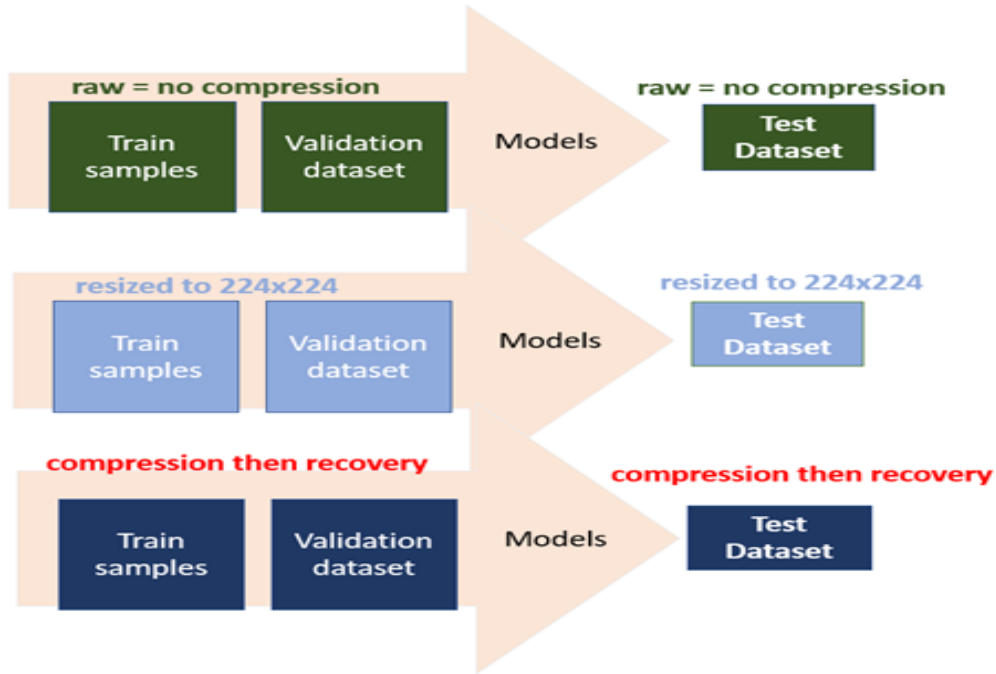 raw = no compression
Train
samples
Validation
dataset
Models
raw = no compression
Test
Dataset
resized to 224x224
Train
samples
Validation
dataset
Models
resized to 224x224
Test
Dataset
compression then recovery
Train
samples
Validation
dataset
Models
compression then recovery
Test
Dataset